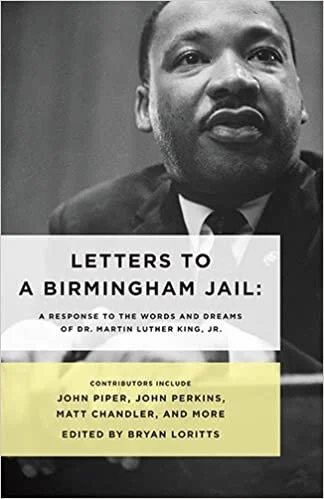 LETTERS TO
A BIRMINGHAM JAIL:
A RESPONSE TO THE WORDS AND DREAMS
OF DR. MARTIN LUTHER KING, JR.
CONTRIBUTORS INCLUDE
JOHN PIPER, JOHN PERKINS,
MATT CHANDLER, AND MORE
EDITED BY BRYAN LORITTS